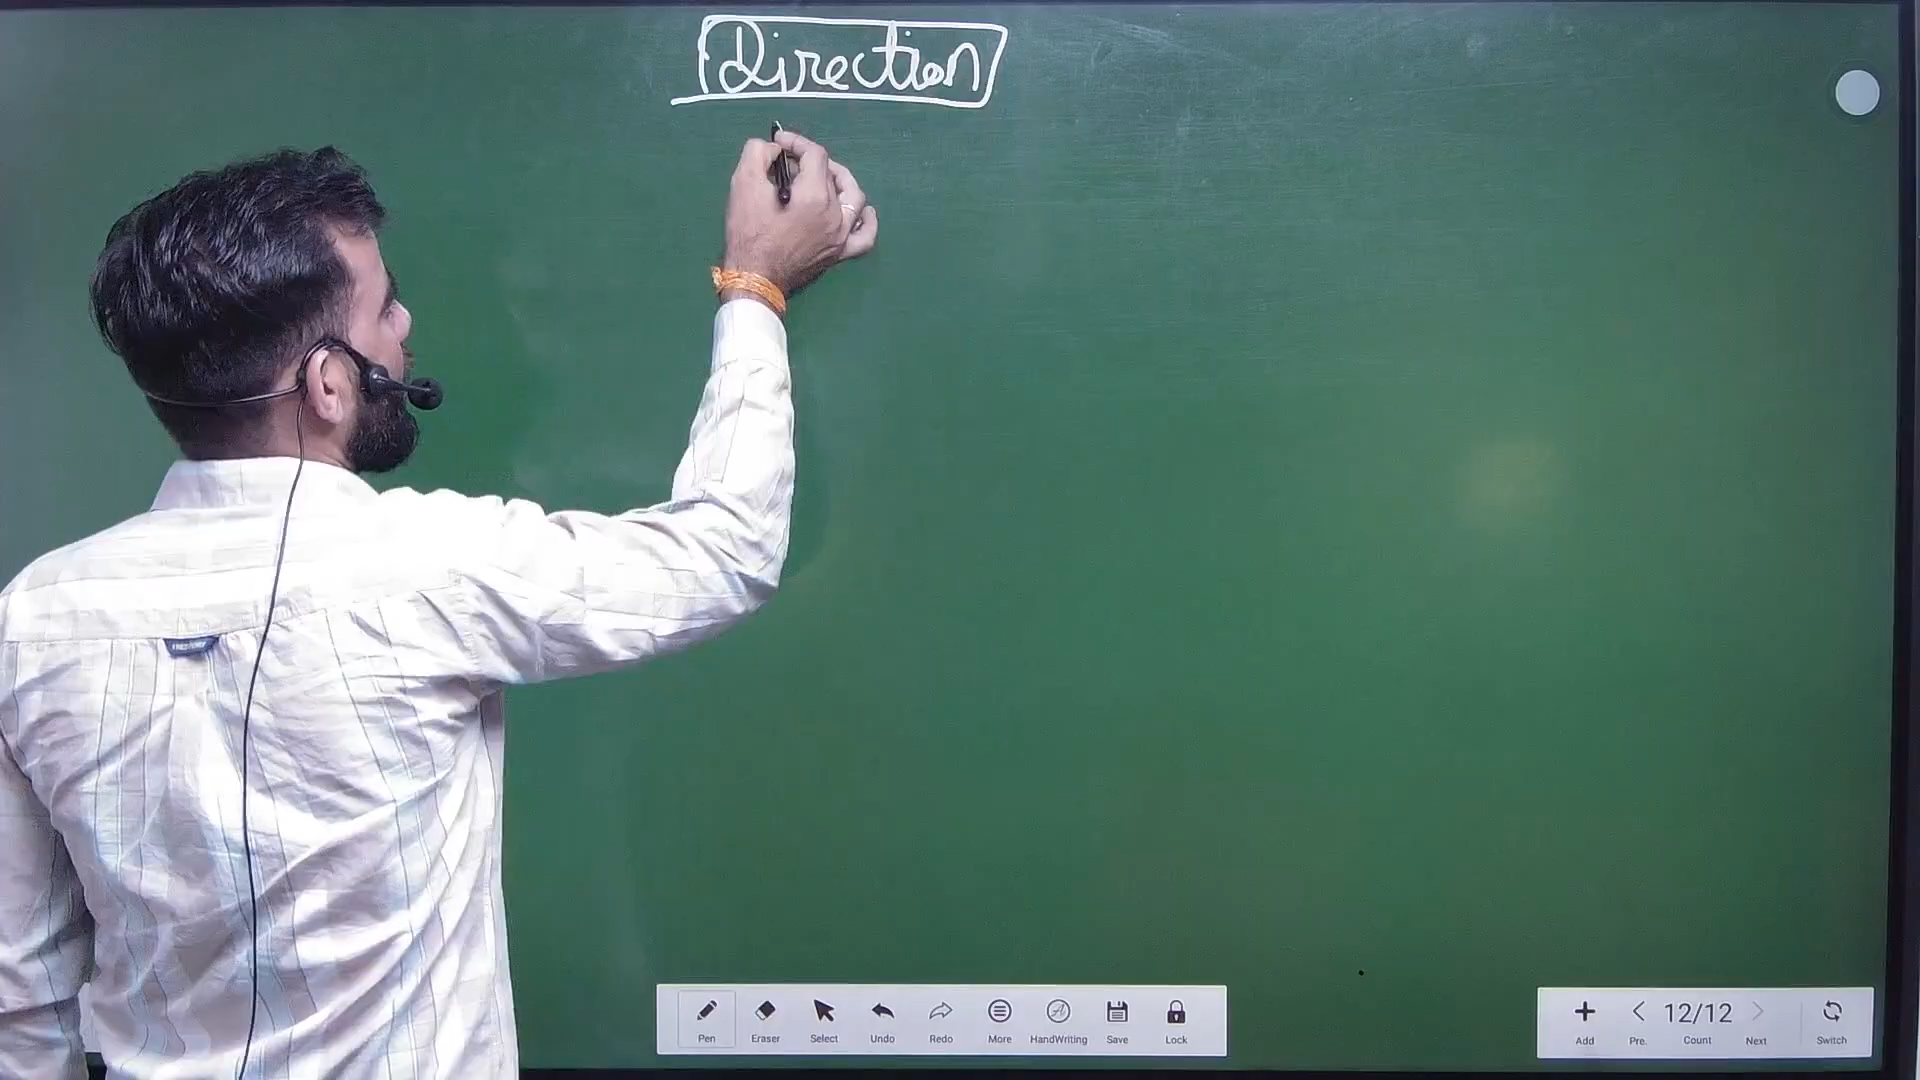 Direction
Pen Eraser Select Undo Redo More HandWriting Save Lock
12/12
Add Pre. Count Next Switch